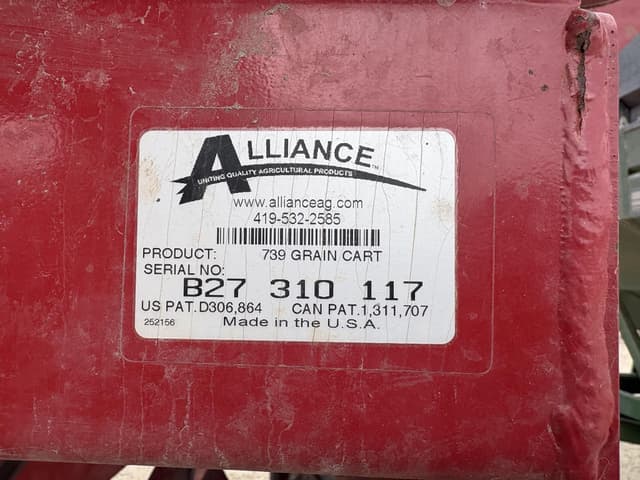 ALLIANCE™
UNITING QUALITY AGRICULTURAL PRODUCTS
www.allianceag.com
419-532-2585
PRODUCT: 739 GRAIN CART
SERIAL NO:
B27 310 117
US PAT.D306,864 CAN PAT.1,311,707
252156 Made in the U.S.A.